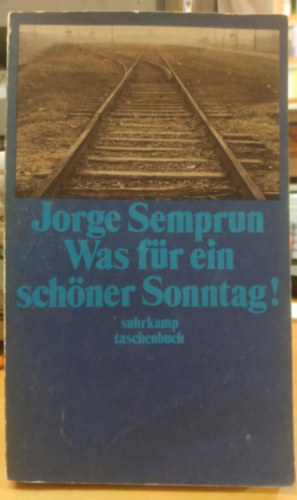 Jorge Semprun
Was für ein
schöner Sonntag!
suhrkamp
taschenbuch